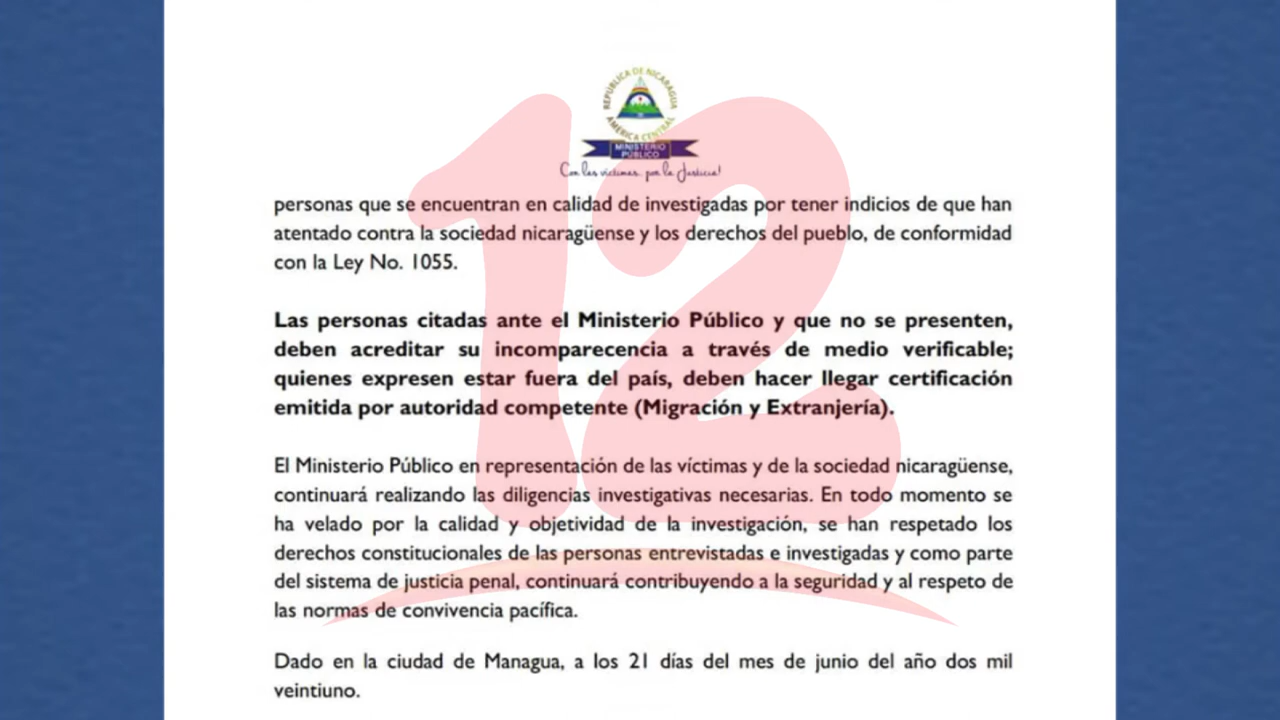 REPÚBLICA DE NICARAGUA
AMÉRICA CENTRAL
MINISTERIO
PÚBLICO
Con las víctimas, por la Justicia!
12
personas que se encuentran en calidad de investigadas por tener indicios de que han
atentado contra la sociedad nicaragüense y los derechos del pueblo, de conformidad
con la Ley No. 1055.
Las personas citadas ante el Ministerio Público y que no se presenten,
deben acreditar su incomparecencia a través de medio verificable;
quienes expresen estar fuera del país, deben hacer llegar certificación
emitida por autoridad competente (Migración y Extranjería).
El Ministerio Público en representación de las víctimas y de la sociedad nicaragüense,
continuará realizando las diligencias investigativas necesarias. En todo momento se
ha velado por la calidad y objetividad de la investigación, se han respetado los
derechos constitucionales de las personas entrevistadas e investigadas y como parte
del sistema de justicia penal, continuará contribuyendo a la seguridad y al respeto de
las normas de convivencia pacífica.
Dado en la ciudad de Managua, a los 21 días del mes de junio del año dos mil
veintiuno.